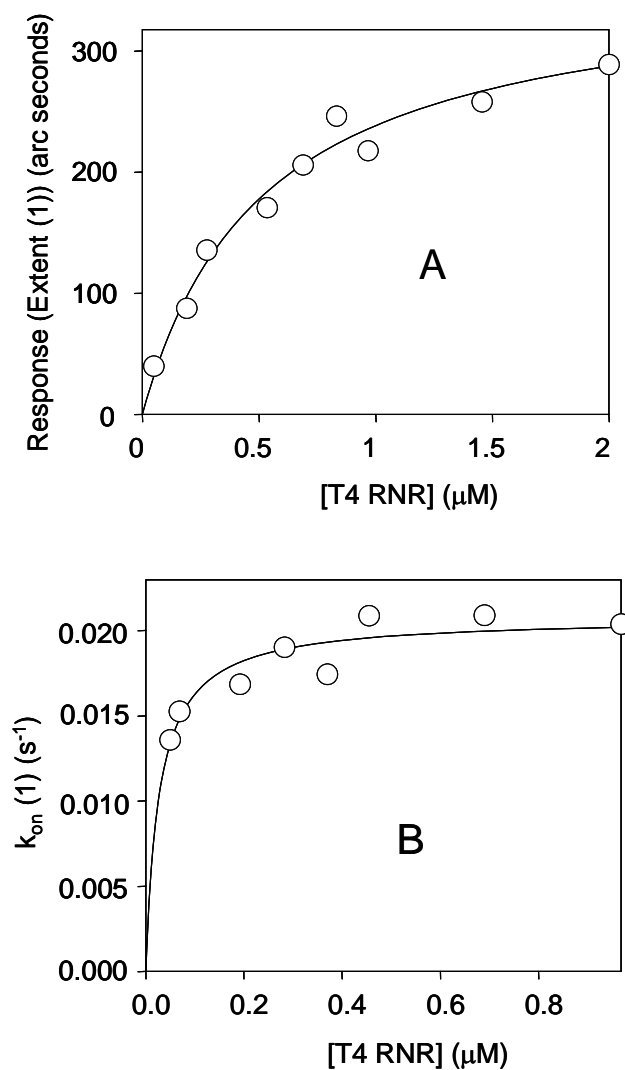 Response (Extent (1)) (arc seconds)
300
200
100
0
A
0 0.5 1 1.5 2
[T4 RNR] (μM)
k_on (1) (s⁻¹)
0.020
0.015
0.010
0.005
0.000
B
0.0 0.2 0.4 0.6 0.8
[T4 RNR] (μM)